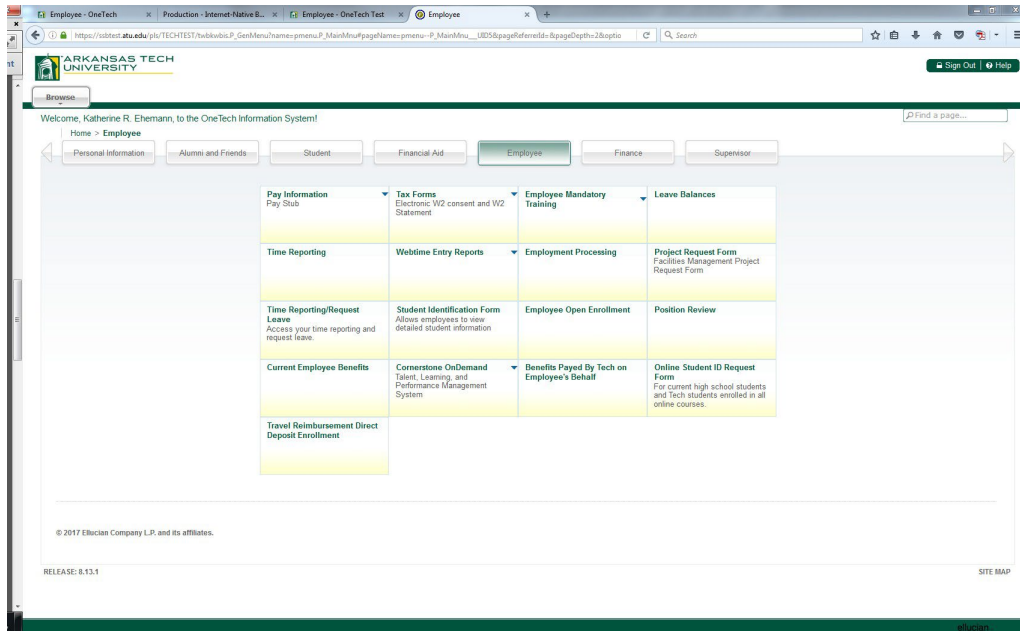 Employee - OneTech
Production - Internet-Native B...
Employee - OneTech Test
Employee
https://ssbtest.atu.edu/pls/TECHTEST/twbkwbis.P_GenMenu?name=pmenu.P_MainMnu#pageName=pmenu--P_MainMnu___UID5&pageReferrerId=&pageDepth=2&optio
Search
nt
ARKANSAS TECH
UNIVERSITY
Sign Out | Help
Browse
Welcome, Katherine R. Ehemann, to the OneTech Information System!
Find a page...
Home > Employee
Personal Information
Alumni and Friends
Student
Financial Aid
Employee
Finance
Supervisor
Pay Information
Pay Stub
Tax Forms
Electronic W2 consent and W2
Statement
Employee Mandatory
Training
Leave Balances
Time Reporting
Webtime Entry Reports
Employment Processing
Project Request Form
Facilities Management Project
Request Form
Time Reporting/Request
Leave
Access your time reporting and
request leave.
Student Identification Form
Allows employees to view
detailed student information
Employee Open Enrollment
Position Review
Current Employee Benefits
Cornerstone OnDemand
Talent, Learning, and
Performance Management
System
Benefits Payed By Tech on
Employee's Behalf
Online Student ID Request
Form
For current high school students
and Tech students enrolled in all
online courses.
Travel Reimbursement Direct
Deposit Enrollment
© 2017 Ellucian Company L.P. and its affiliates.
RELEASE: 8.13.1
SITE MAP
ellucian